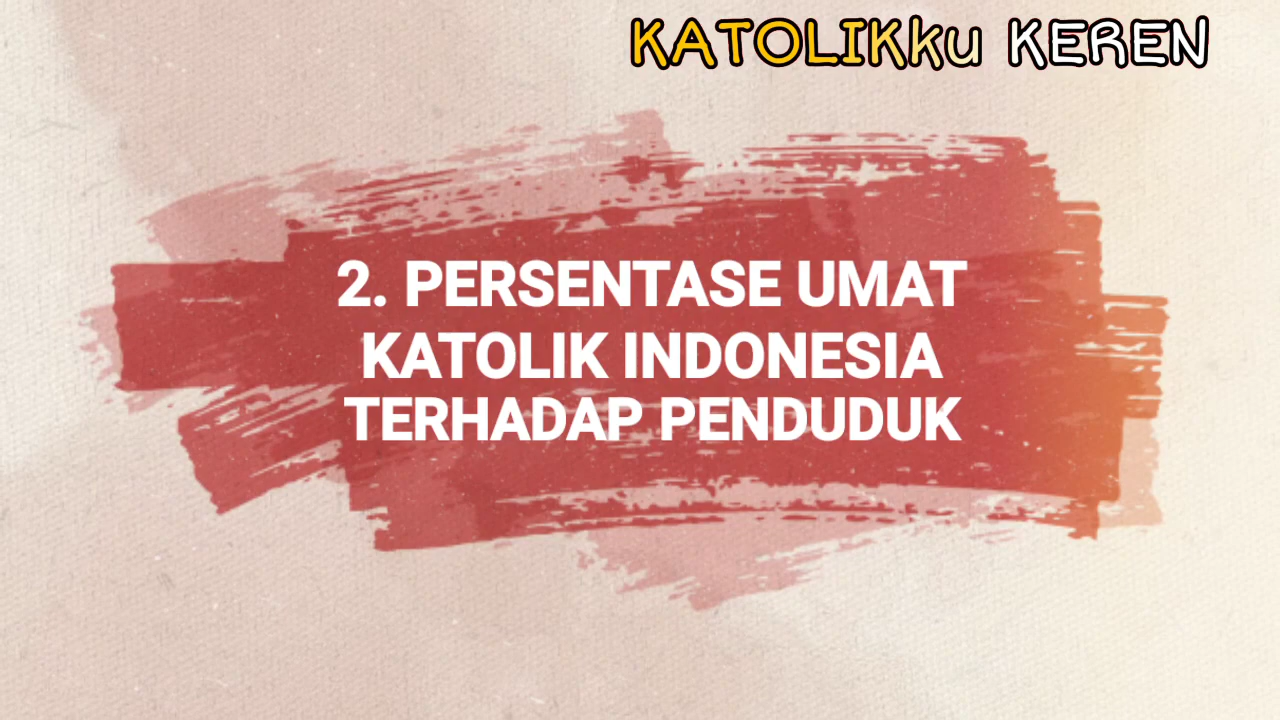 KATOLIKku KEREN
2. PERSENTASE UMAT
KATOLIK INDONESIA
TERHADAP PENDUDUK